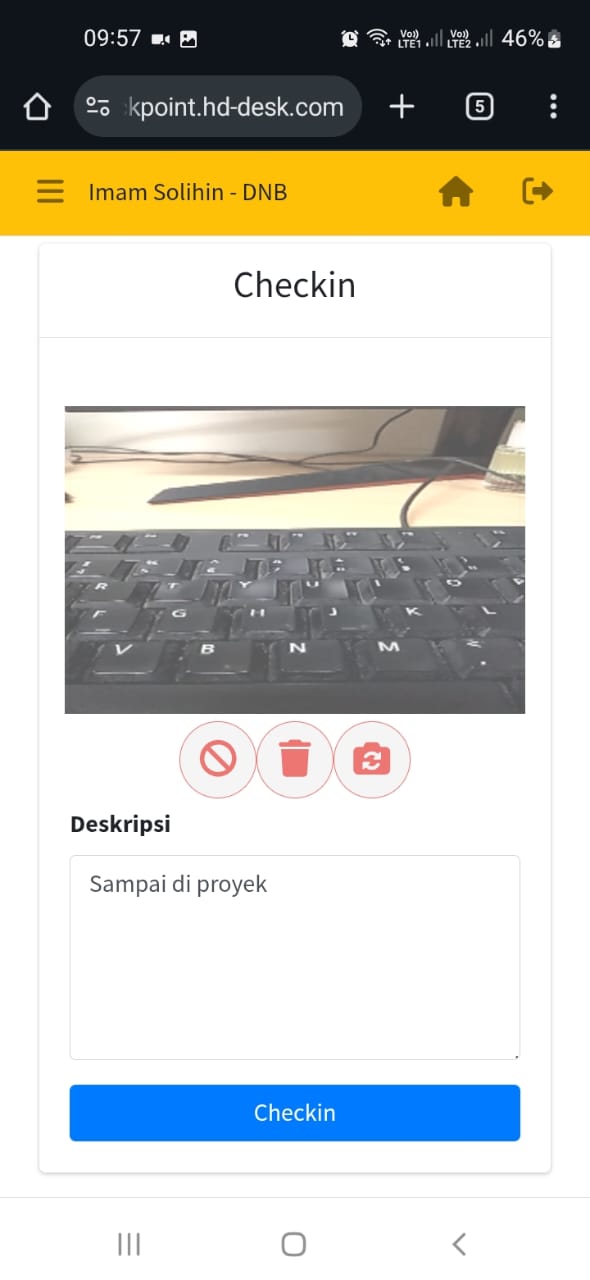 09:57
Vo)) LTE1 Vo)) LTE2 46%
kpoint.hd-desk.com
5
Imam Solihin - DNB
Checkin
R T Y U I O P
F G H J K L
V B N M
Deskripsi
Sampai di proyek
Checkin